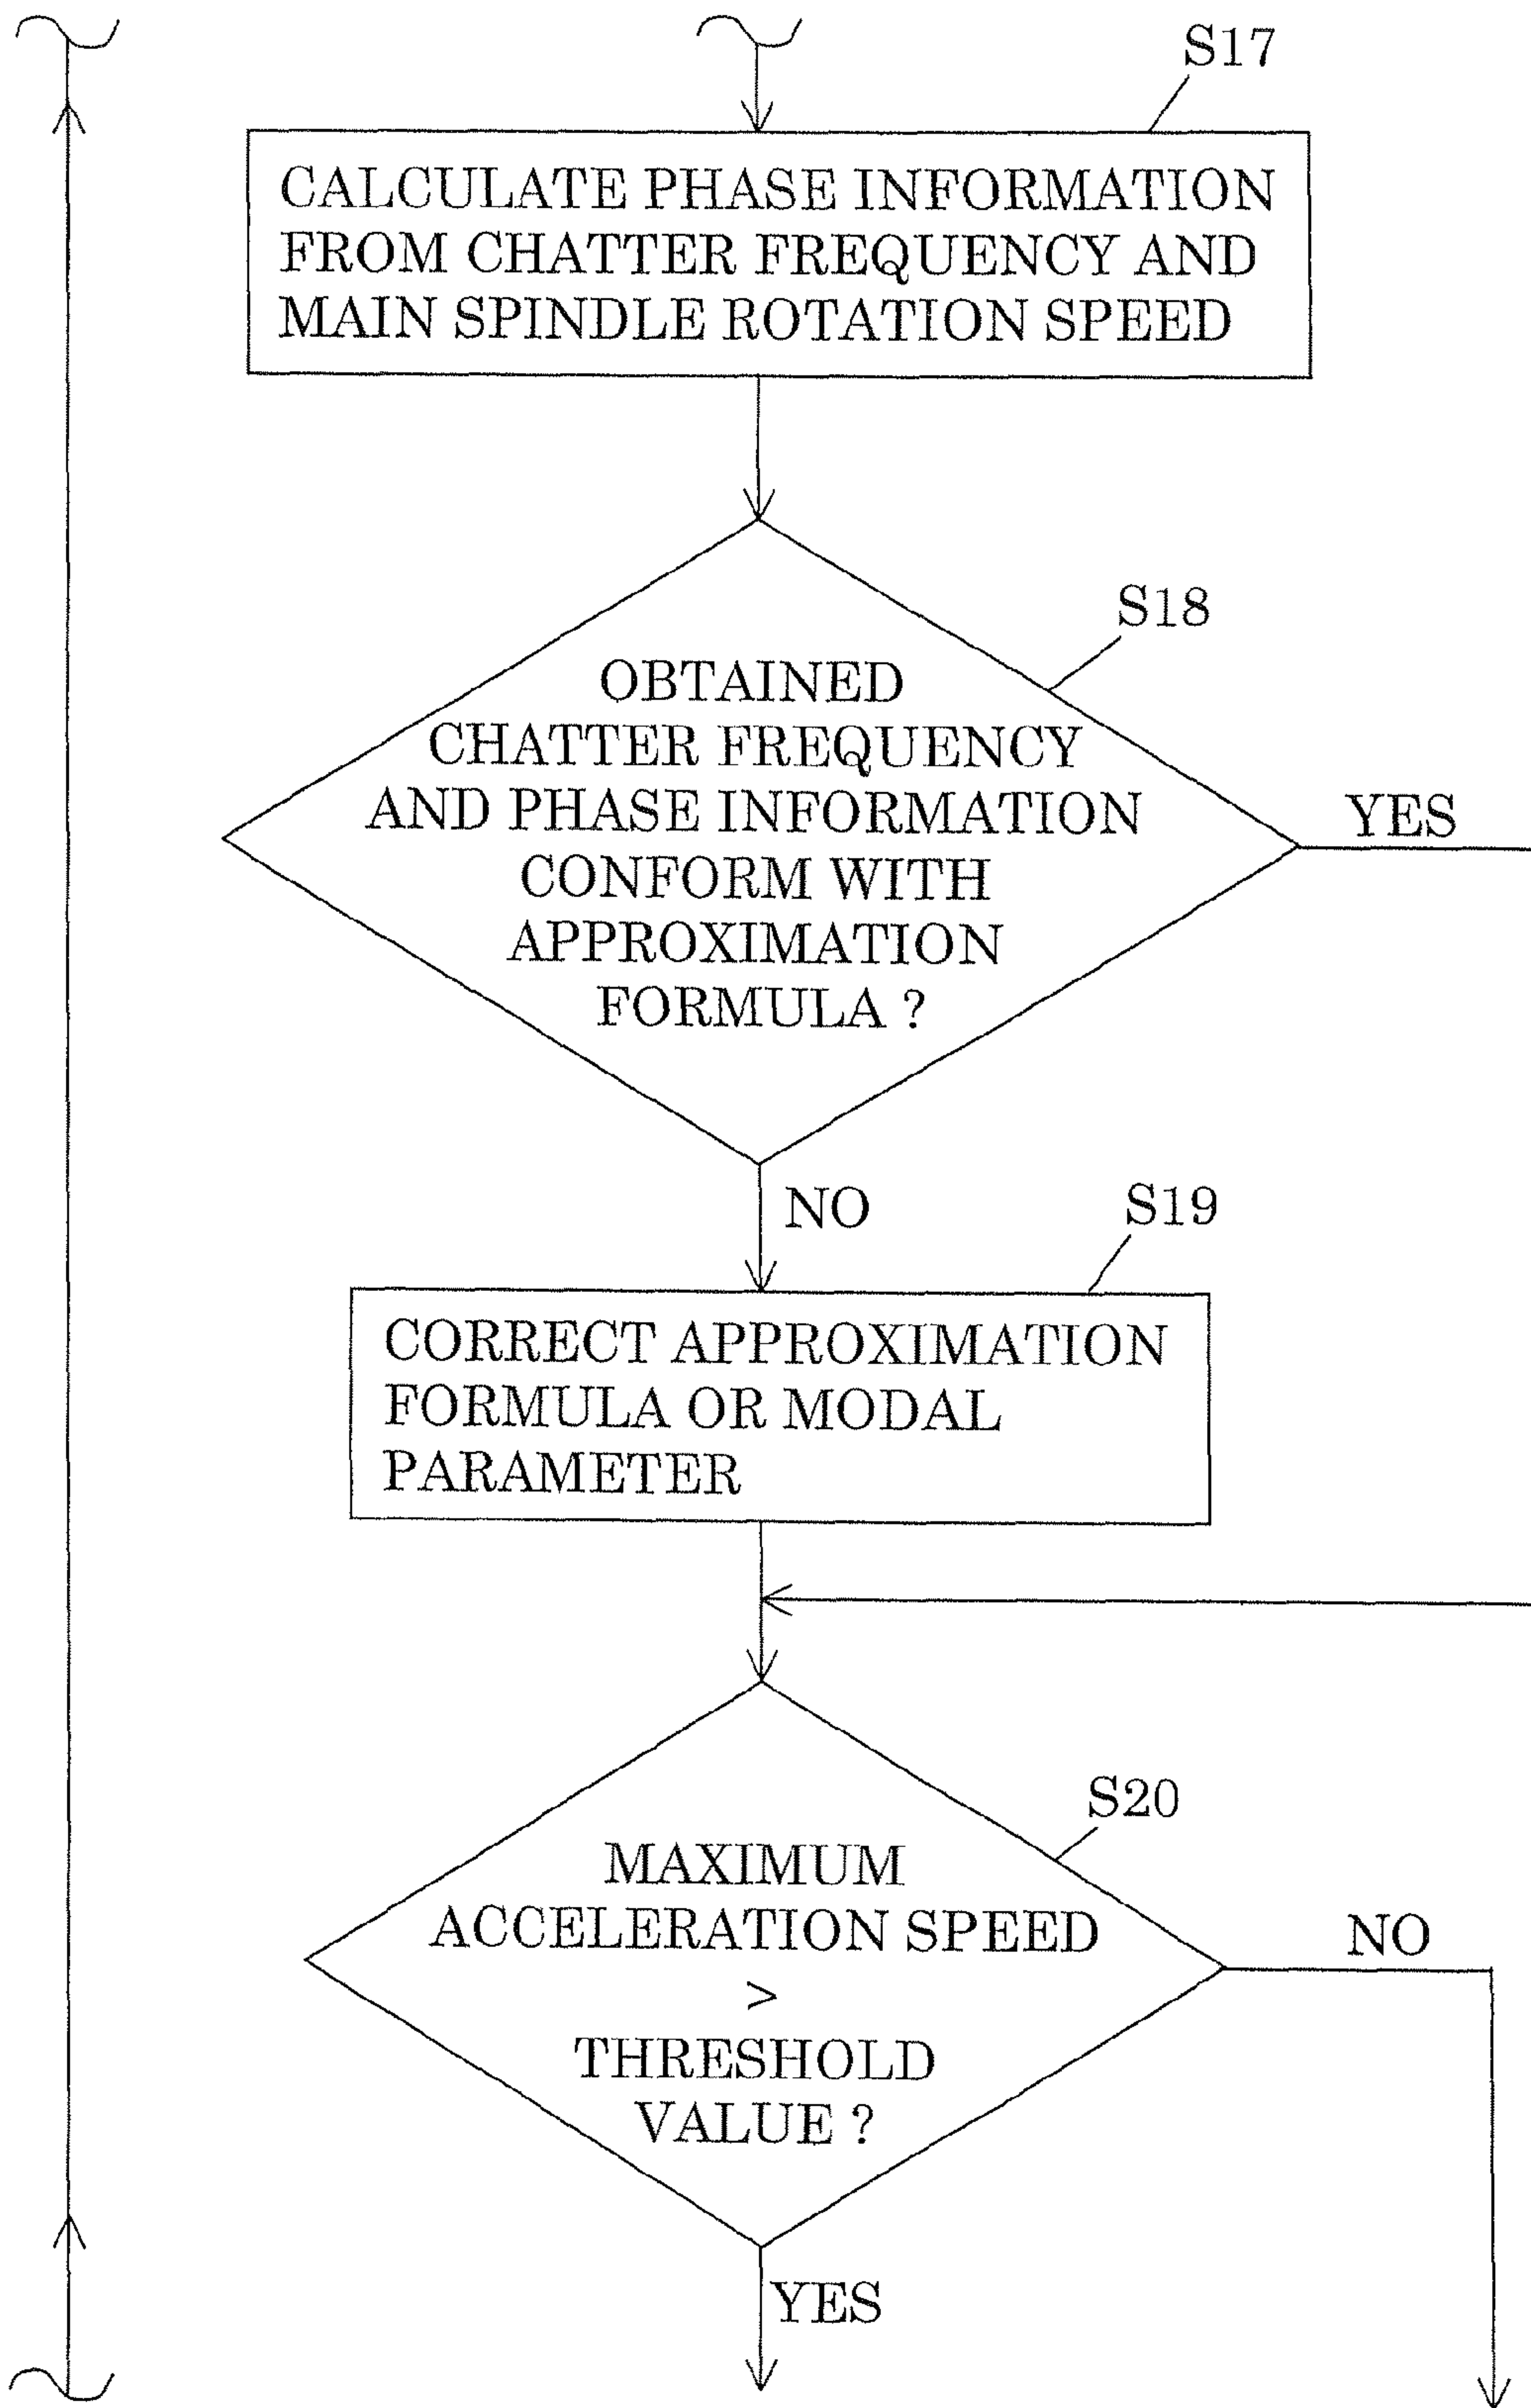 S17
CALCULATE PHASE INFORMATION
FROM CHATTER FREQUENCY AND
MAIN SPINDLE ROTATION SPEED
S18
OBTAINED
CHATTER FREQUENCY
AND PHASE INFORMATION
CONFORM WITH
APPROXIMATION
FORMULA ?
YES
NO
S19
CORRECT APPROXIMATION
FORMULA OR MODAL
PARAMETER
S20
MAXIMUM
ACCELERATION SPEED
>
THRESHOLD
VALUE ?
NO
YES